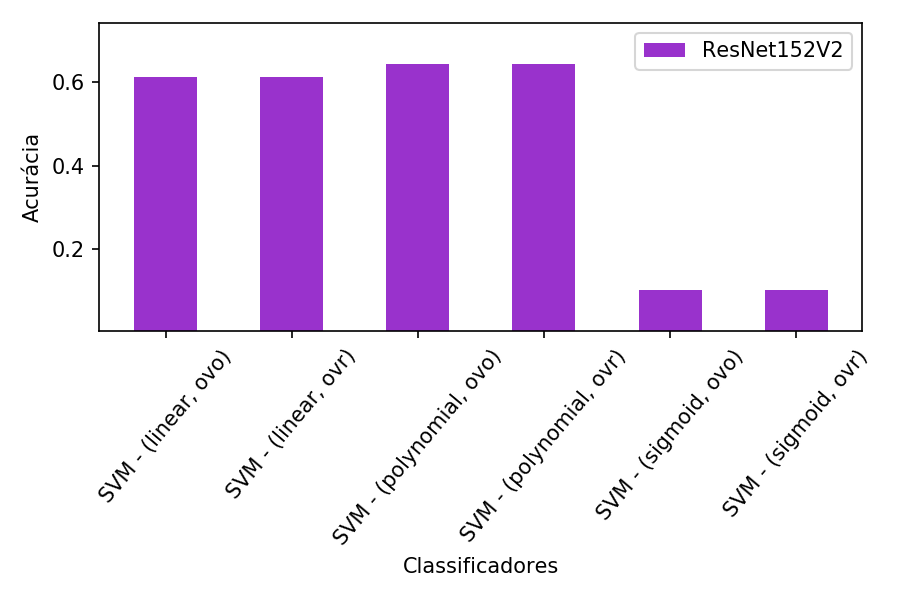 ResNet152V2
Acurácia
0.6
0.4
0.2
SVM - (linear, ovo)
SVM - (linear, ovr)
SVM - (polynomial, ovo)
SVM - (polynomial, ovr)
SVM - (sigmoid, ovo)
SVM - (sigmoid, ovr)
Classificadores